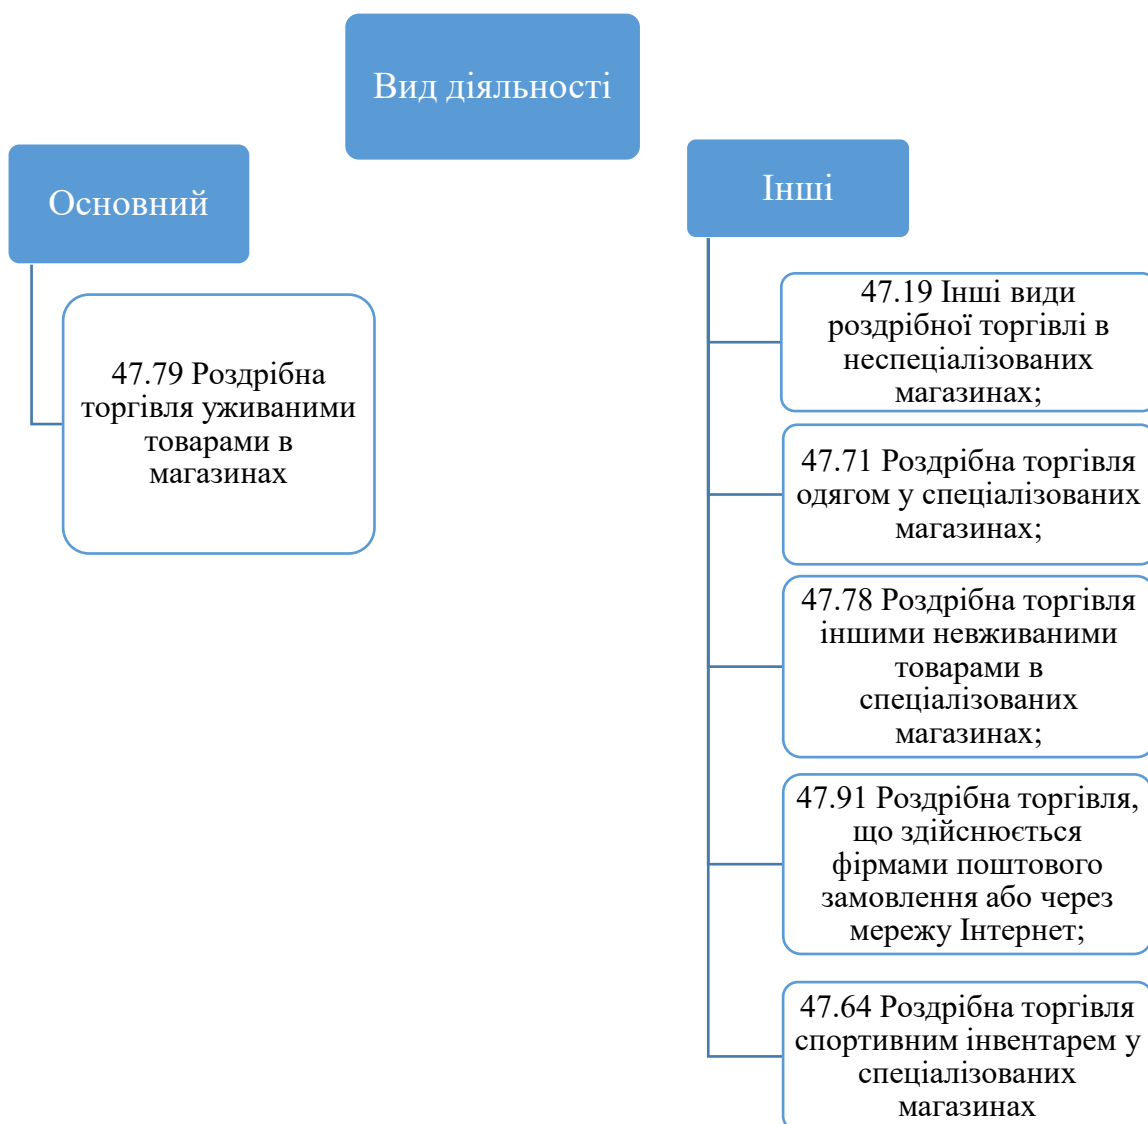 Вид діяльності
Основний
47.79 Роздрібна
торгівля уживаними
товарами в
магазинах
Інші
47.19 Інші види
роздрібної торгівлі в
неспеціалізованих
магазинах;
47.71 Роздрібна торгівля
одягом у спеціалізованих
магазинах;
47.78 Роздрібна торгівля
іншими невживаними
товарами в
спеціалізованих
магазинах;
47.91 Роздрібна торгівля,
що здійснюється
фірмами поштового
замовлення або через
мережу Інтернет;
47.64 Роздрібна торгівля
спортивним інвентарем у
спеціалізованих
магазинах